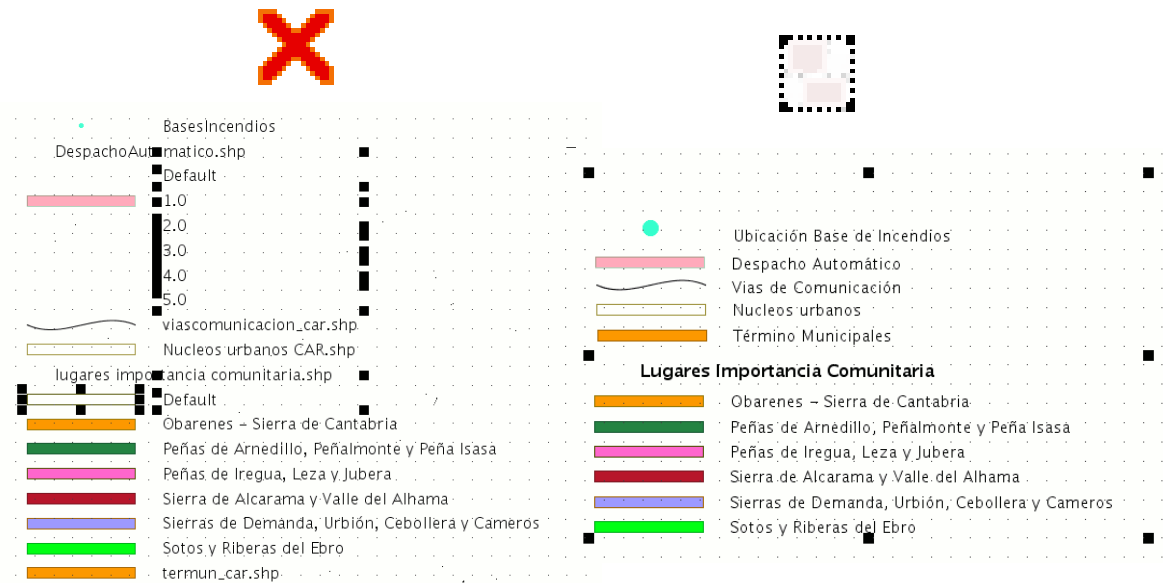 BasesIncendios
DespachoAutomatico.shp
Default
1.0
2.0
3.0
4.0
5.0
viascomunicacion_car.shp
Nucleos urbanos CAR.shp
lugares importancia comunitaria.shp
Default
Obarenes - Sierra de Cantabria
Peñas de Arnedillo, Peñalmonte y Peña Isasa
Peñas de Iregua, Leza y Jubera
Sierra de Alcarama y Valle del Alhama
Sierras de Demanda, Urbión, Cebollera y Cameros
Sotos y Riberas del Ebro
termun_car.shp
Ubicación Base de Incendios
Despacho Automático
Vias de Comunicación
Nucleos urbanos
Término Municipales
Lugares Importancia Comunitaria
Obarenes - Sierra de Cantabria
Peñas de Arnedillo, Peñalmonte y Peña Isasa
Peñas de Iregua, Leza y Jubera
Sierra de Alcarama y Valle del Alhama
Sierras de Demanda, Urbión, Cebollera y Cameros
Sotos y Riberas del Ebro